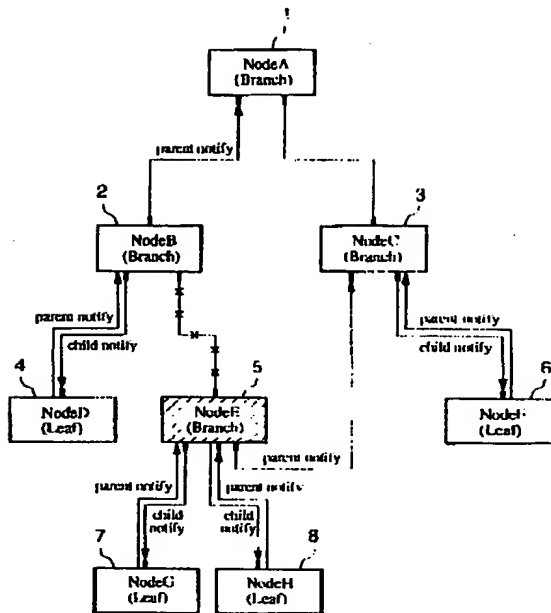 1
NodeA
(Branch)
parent notify
2
3
NodeB
(Branch)
NodeC
(Branch)
parent notify
child notify
parent notify
child notify
4
5
6
NodeD
(Leaf)
NodeE
(Branch)
NodeF
(Leaf)
parent notify
parent notify
parent notify
child
notify
child
notify
7
8
NodeG
(Leaf)
NodeH
(Leaf)